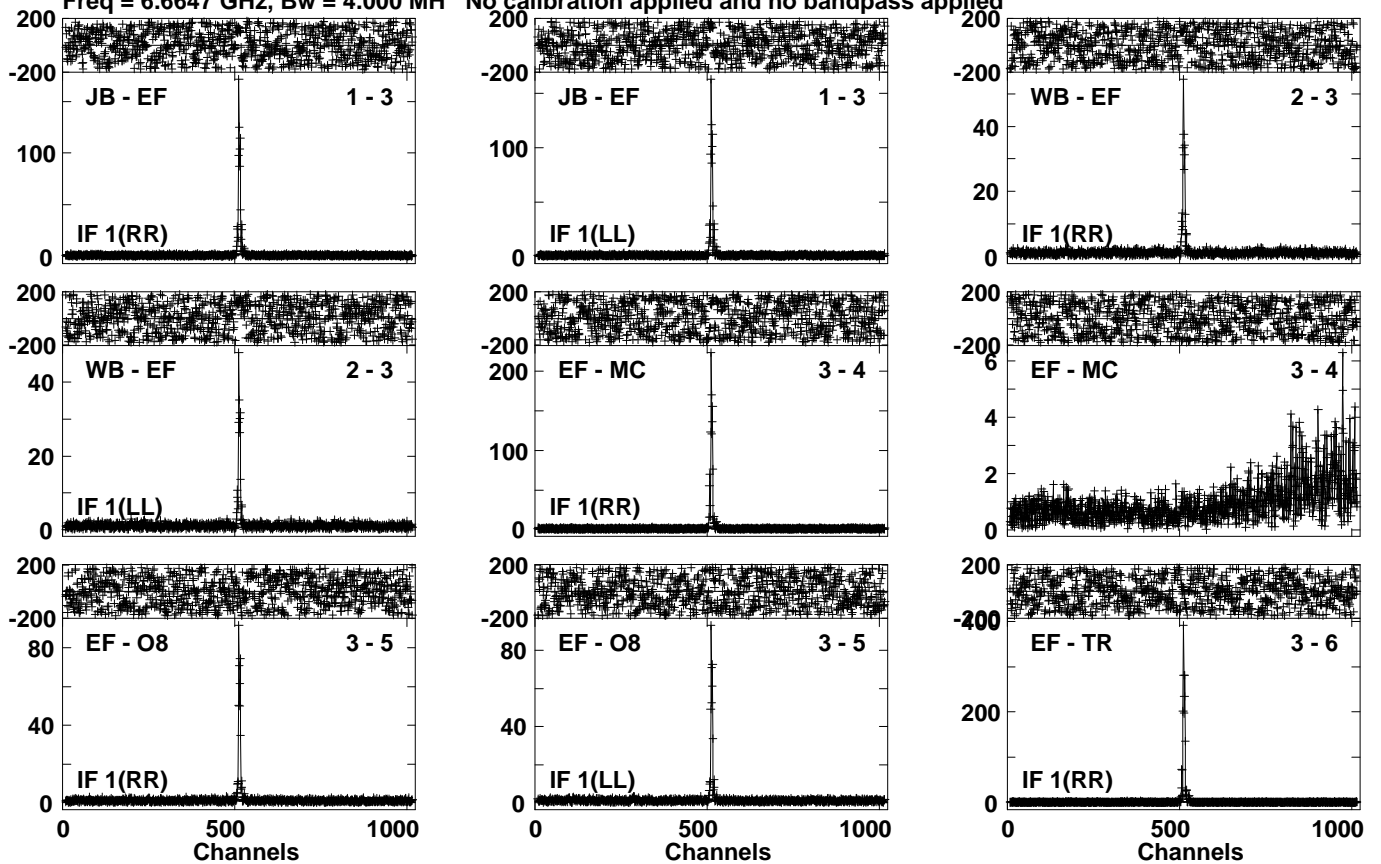 Freq = 6.6647 GHz, Bw = 4.000 MH No calibration applied and no bandpass applied
200 200 200
-200 -200 -200
JB - EF 1 - 3 JB - EF 1 - 3 WB - EF 2 - 3
100 100 40
20
IF 1(RR) IF 1(LL) IF 1(RR)
0 0 0
200 200 200
-200 -200 -200
WB - EF 2 - 3 EF - MC 3 - 4 EF - MC 3 - 4
40 200 6
4
20 100 2
IF 1(LL) IF 1(RR)
0 0 0
200 200 200
-200 -200 -200
400
EF - O8 3 - 5 EF - O8 3 - 5 EF - TR 3 - 6
80 80
40 40 200
IF 1(RR) IF 1(LL) IF 1(RR)
0 0 0
0 500 1000 0 500 1000 0 500 1000
Channels Channels Channels